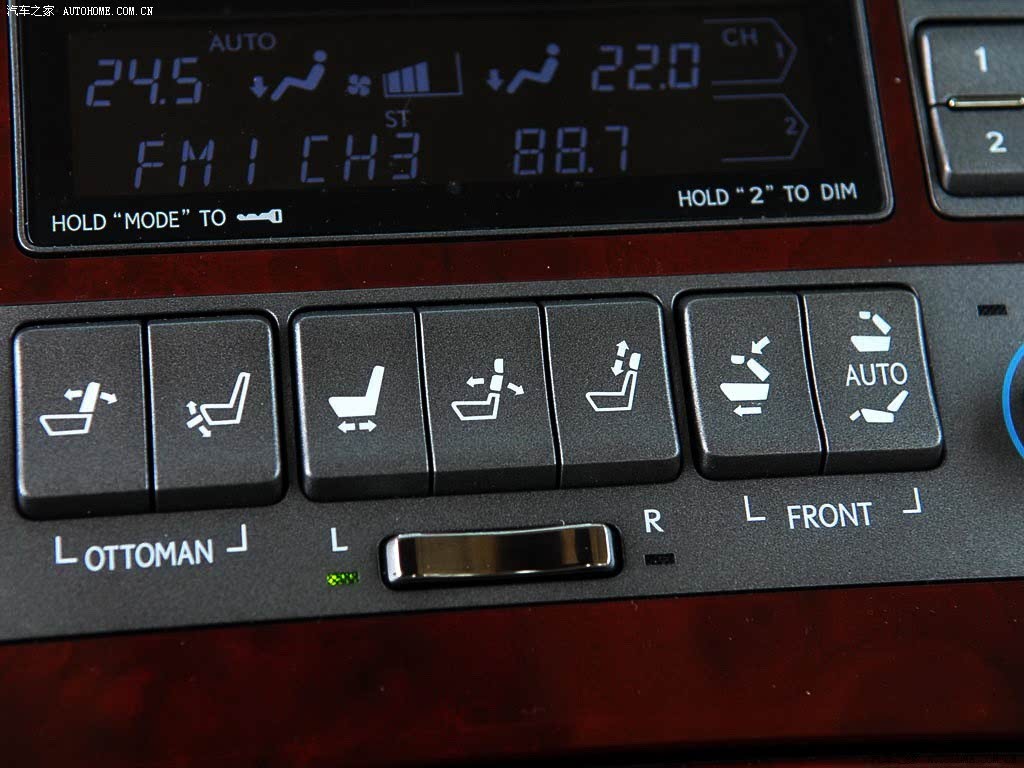 汽车之家 AUTOHOME.COM.CN
AUTO
24.5 22.0 CH 1
ST 2
FM1 CH3 88.7
HOLD "MODE" TO
HOLD "2" TO DIM
1
2
AUTO
OTTOMAN
L R
FRONT